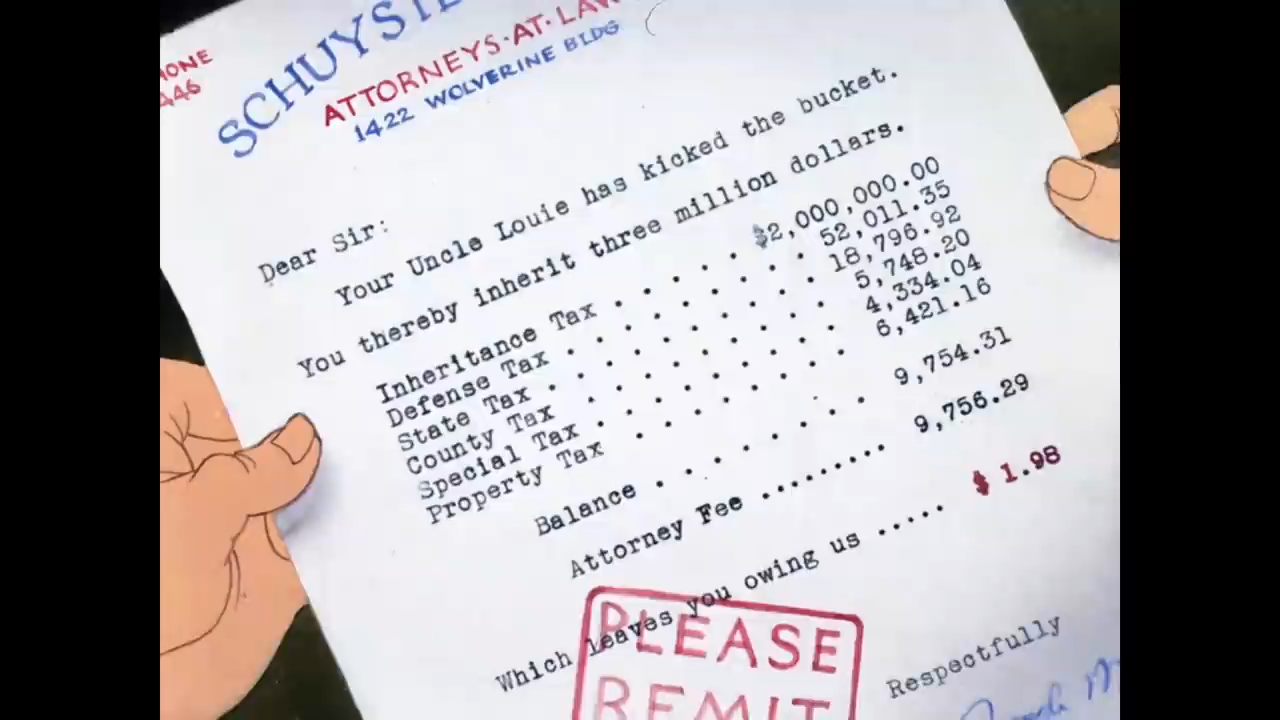 ATTORNEYS·AT·LAW
1422 WOLVERINE BLDG
446
Dear Sir:
Your Uncle Louie has kicked the bucket.
You thereby inherit three million dollars.
Inheritance Tax . . . . . $2,000,000.00
Defense Tax . . . . . . . . 52,011.35
State Tax . . . . . . . . . 18,796.92
County Tax . . . . . . . . 5,748.20
Special Tax . . . . . . . . 4,334.04
Property Tax . . . . . . . 6,421.16
Balance . . . . . . . . 9,754.31
Attorney Fee .......... 9,756.29
Which leaves you owing us ..... $ 1.98
PLEASE
REMIT
Respectfully